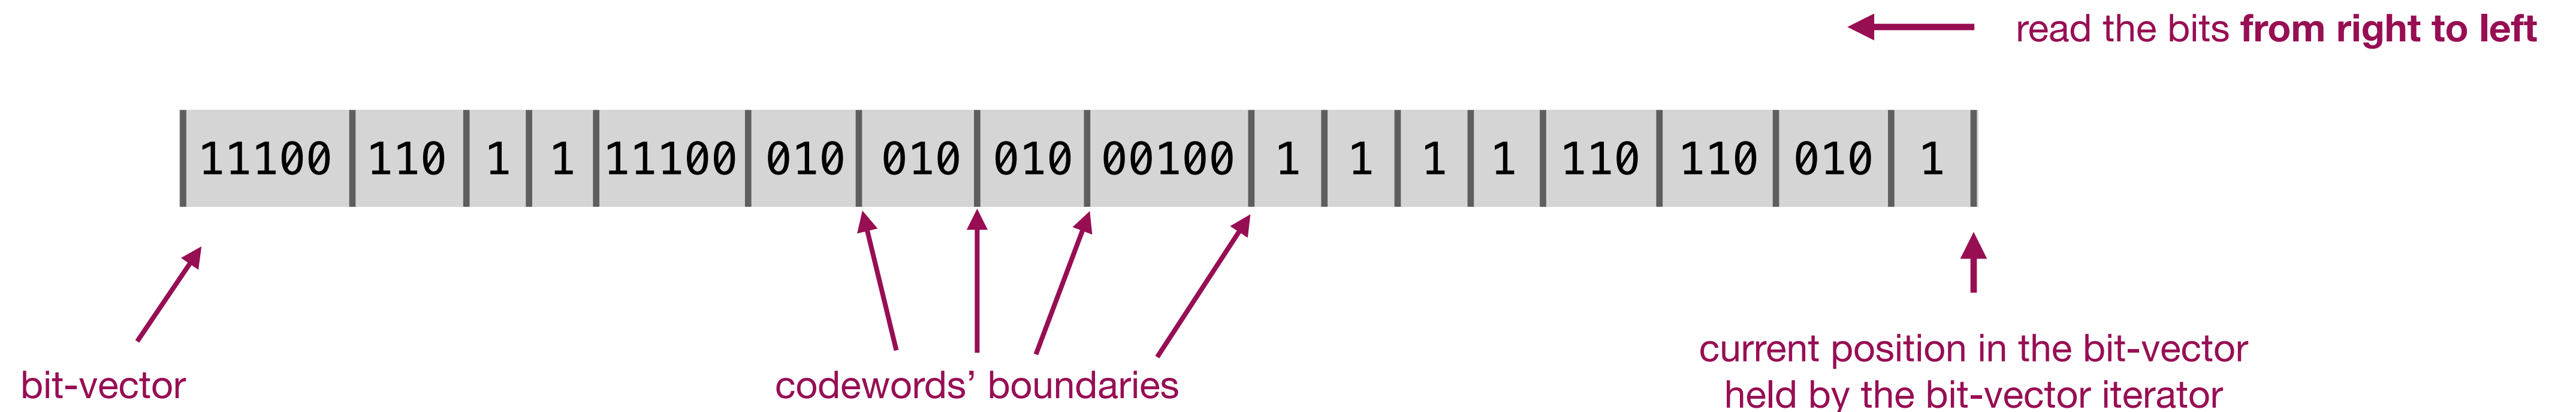 read the bits from right to left
11100 110 1 1 11100 010 010 010 00100 1 1 1 1 110 110 010 1
bit-vector
codewords’ boundaries
current position in the bit-vector
held by the bit-vector iterator